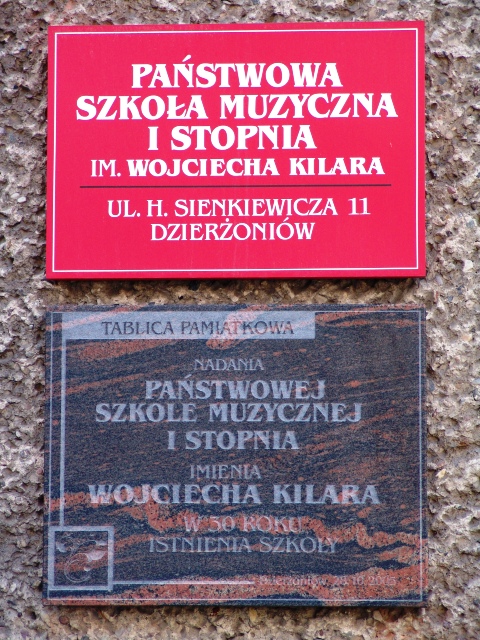 PAŃSTWOWA
SZKOŁA MUZYCZNA
I STOPNIA
IM. WOJCIECHA KILARA
UL. H. SIENKIEWICZA 11
DZIERŻONIÓW
TABLICA PAMIĄTKOWA
NADANIA
PAŃSTWOWEJ
SZKOLE MUZYCZNEJ
I STOPNIA
IMIENIA
WOJCIECHA KILARA
W 50 ROKU
ISTNIENIA SZKOŁY
Dzierżoniów,